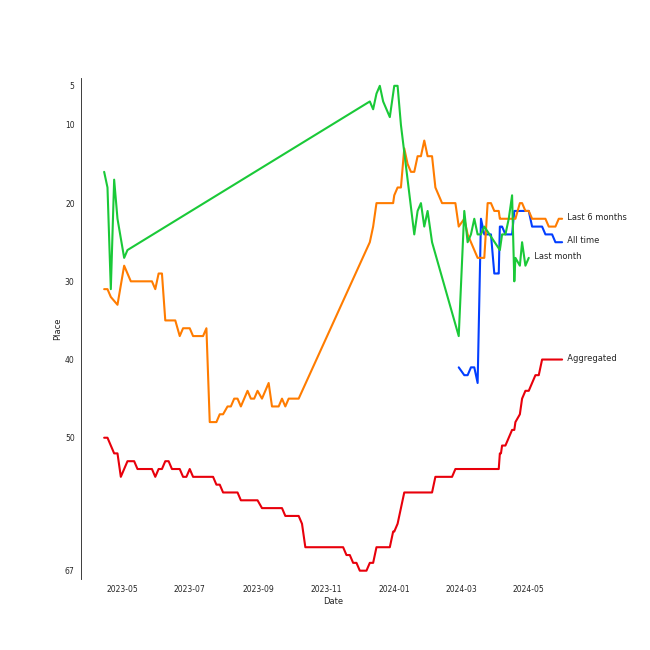 5
10
20
30
40
50
67
Place
2023-05 2023-07 2023-09 2023-11 2024-01 2024-03 2024-05
Date
Last 6 months
All time
Last month
Aggregated